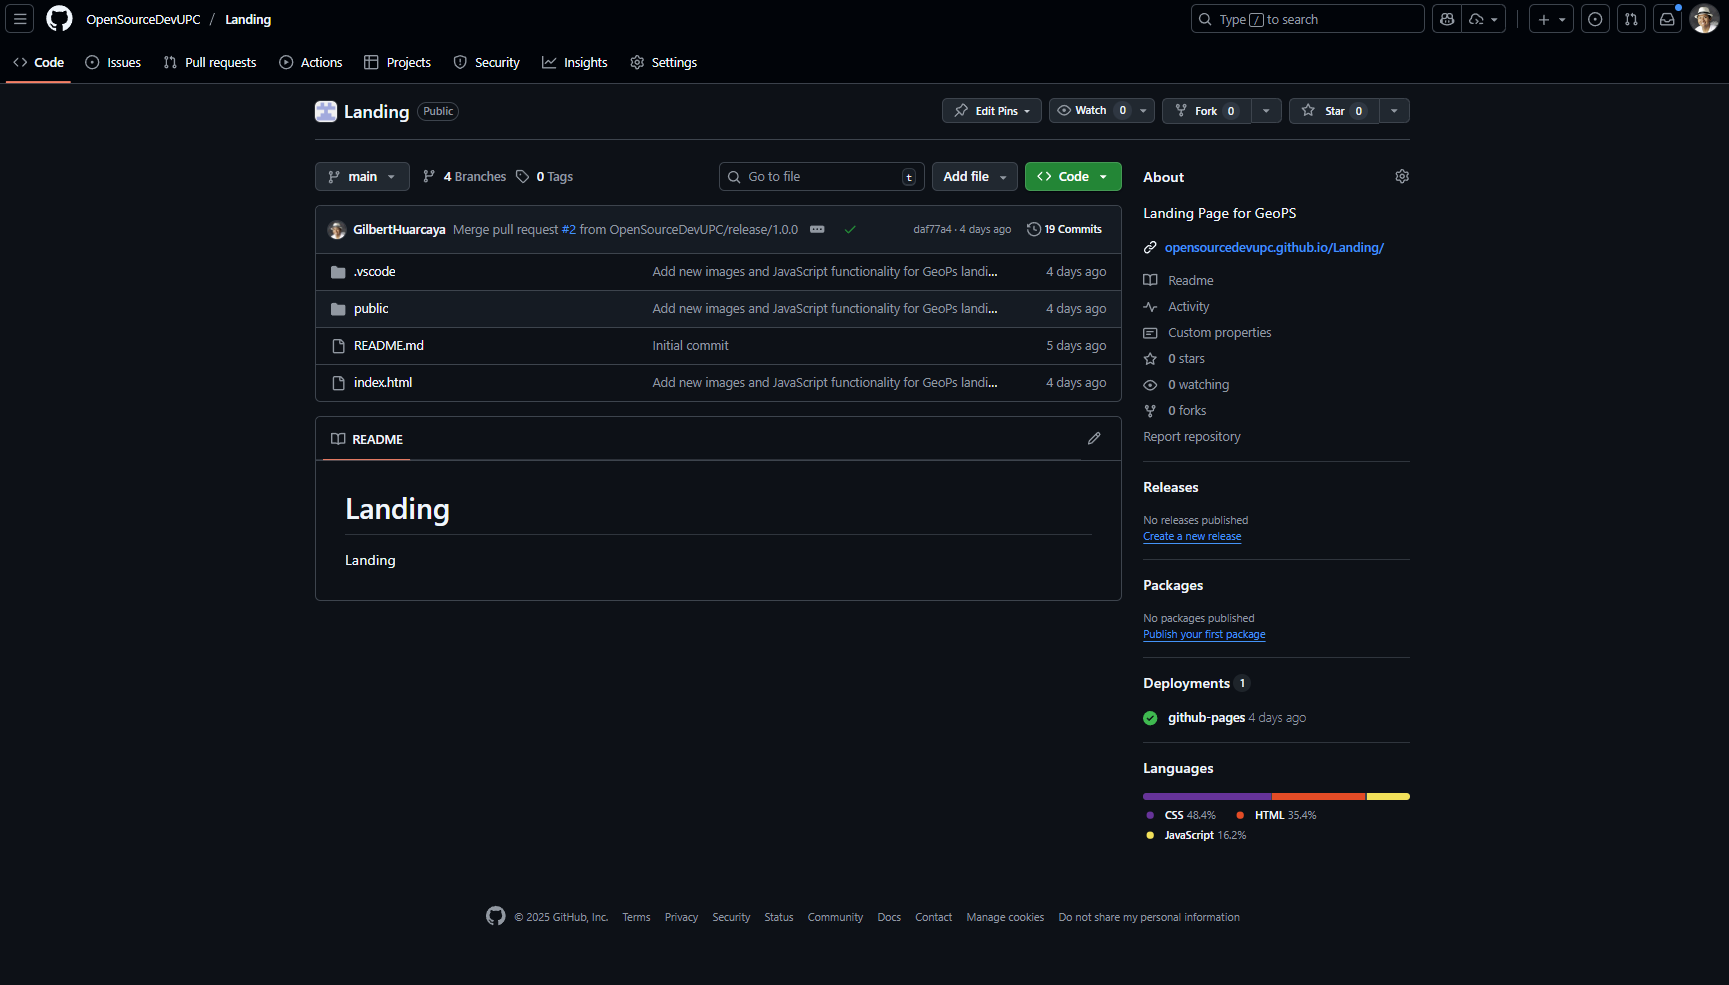 OpenSourceDevUPC / Landing
Type / to search
Code Issues Pull requests Actions Projects Security Insights Settings
Landing Public
Edit Pins Watch 0 Fork 0 Star 0
main 4 Branches 0 Tags
Go to file t Add file Code
GilbertHuarcaya Merge pull request #2 from OpenSourceDevUPC/release/1.0.0 daf77a4 · 4 days ago 19 Commits
.vscode Add new images and JavaScript functionality for GeoPs landi... 4 days ago
public Add new images and JavaScript functionality for GeoPs landi... 4 days ago
README.md Initial commit 5 days ago
index.html Add new images and JavaScript functionality for GeoPs landi... 4 days ago
README
Landing
Landing
About
Landing Page for GeoPS
opensourcedevupc.github.io/Landing/
Readme
Activity
Custom properties
0 stars
0 watching
0 forks
Report repository
Releases
No releases published
Create a new release
Packages
No packages published
Publish your first package
Deployments 1
github-pages 4 days ago
Languages
CSS 48.4% HTML 35.4%
JavaScript 16.2%
© 2025 GitHub, Inc. Terms Privacy Security Status Community Docs Contact Manage cookies Do not share my personal information